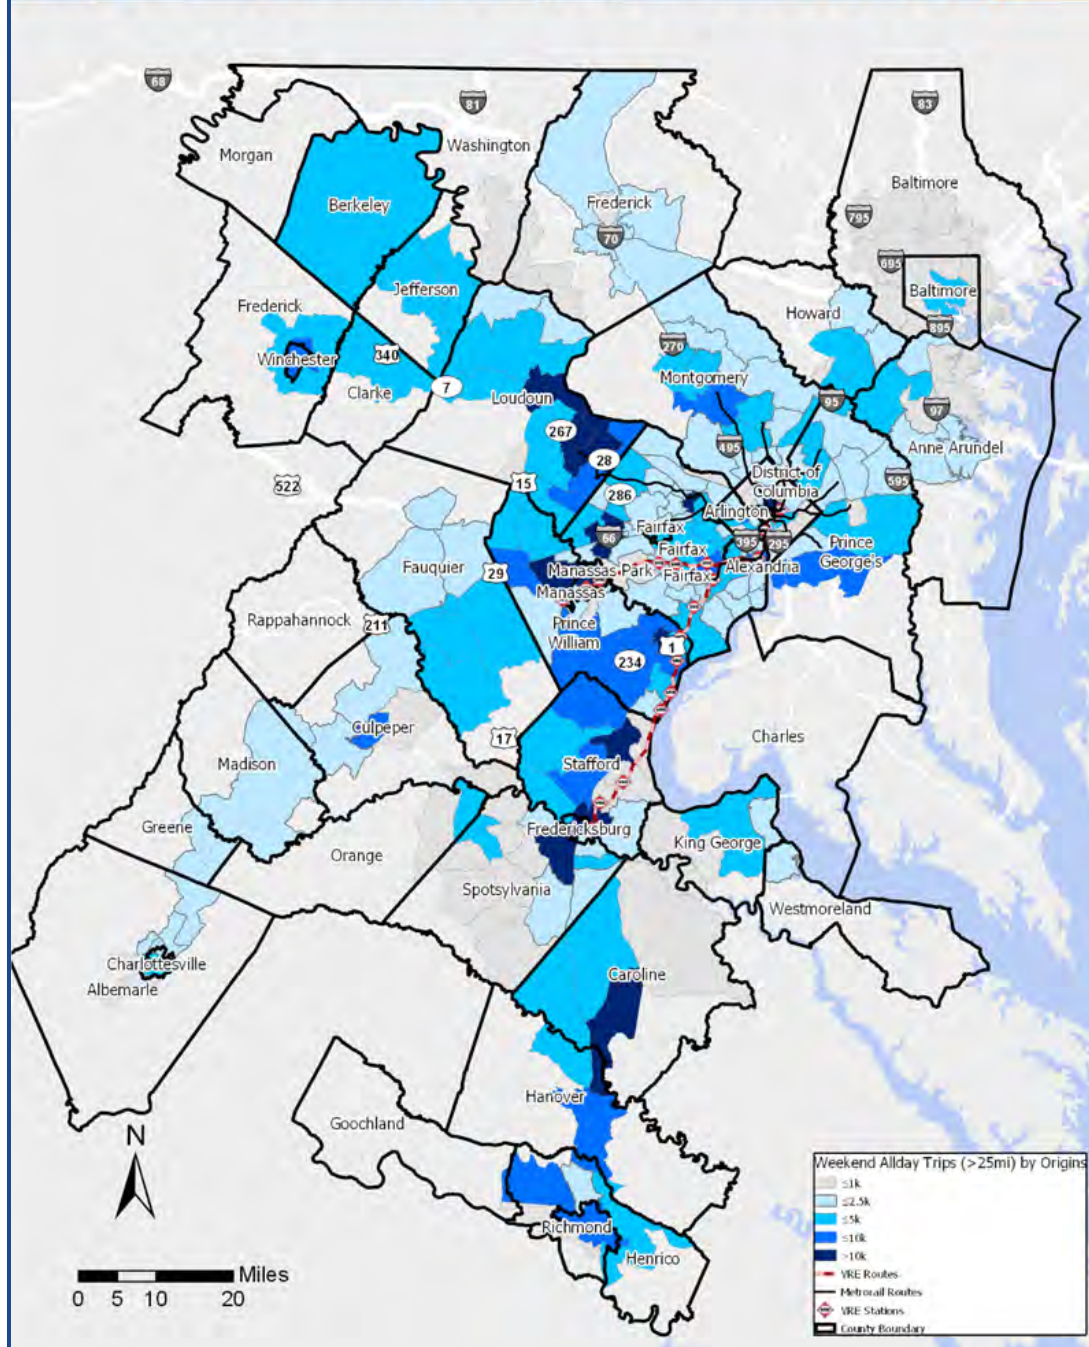 68
81
83
Washington
Morgan
Baltimore
Berkeley
Frederick
795
70
695
Jefferson
Baltimore
Frederick
Howard
895
340
270
Winchester
Montgomery
7
Clarke
Loudoun
95
97
267
495
Anne Arundel
28
District of
Columbia
595
522
15
286
Arlington
Fairfax
66
395
295
Prince
George's
Fairfax
Alexandria
Fauquier
29
Manassas Park
Fairfax
Manassas
Rappahannock
211
Prince
William
1
234
Culpeper
17
Charles
Madison
Stafford
Greene
Fredericksburg
Orange
King George
Spotsylvania
Westmoreland
Charlottesville
Caroline
Albemarle
Hanover
Goochland
N
Richmond
Henrico
Miles
0 5 10 20
Weekend Allday Trips (>25mi) by Origins
≤1k
≤2.5k
≤5k
≤10k
>10k
VRE Routes
Metrorail Routes
VRE Stations
County Boundary